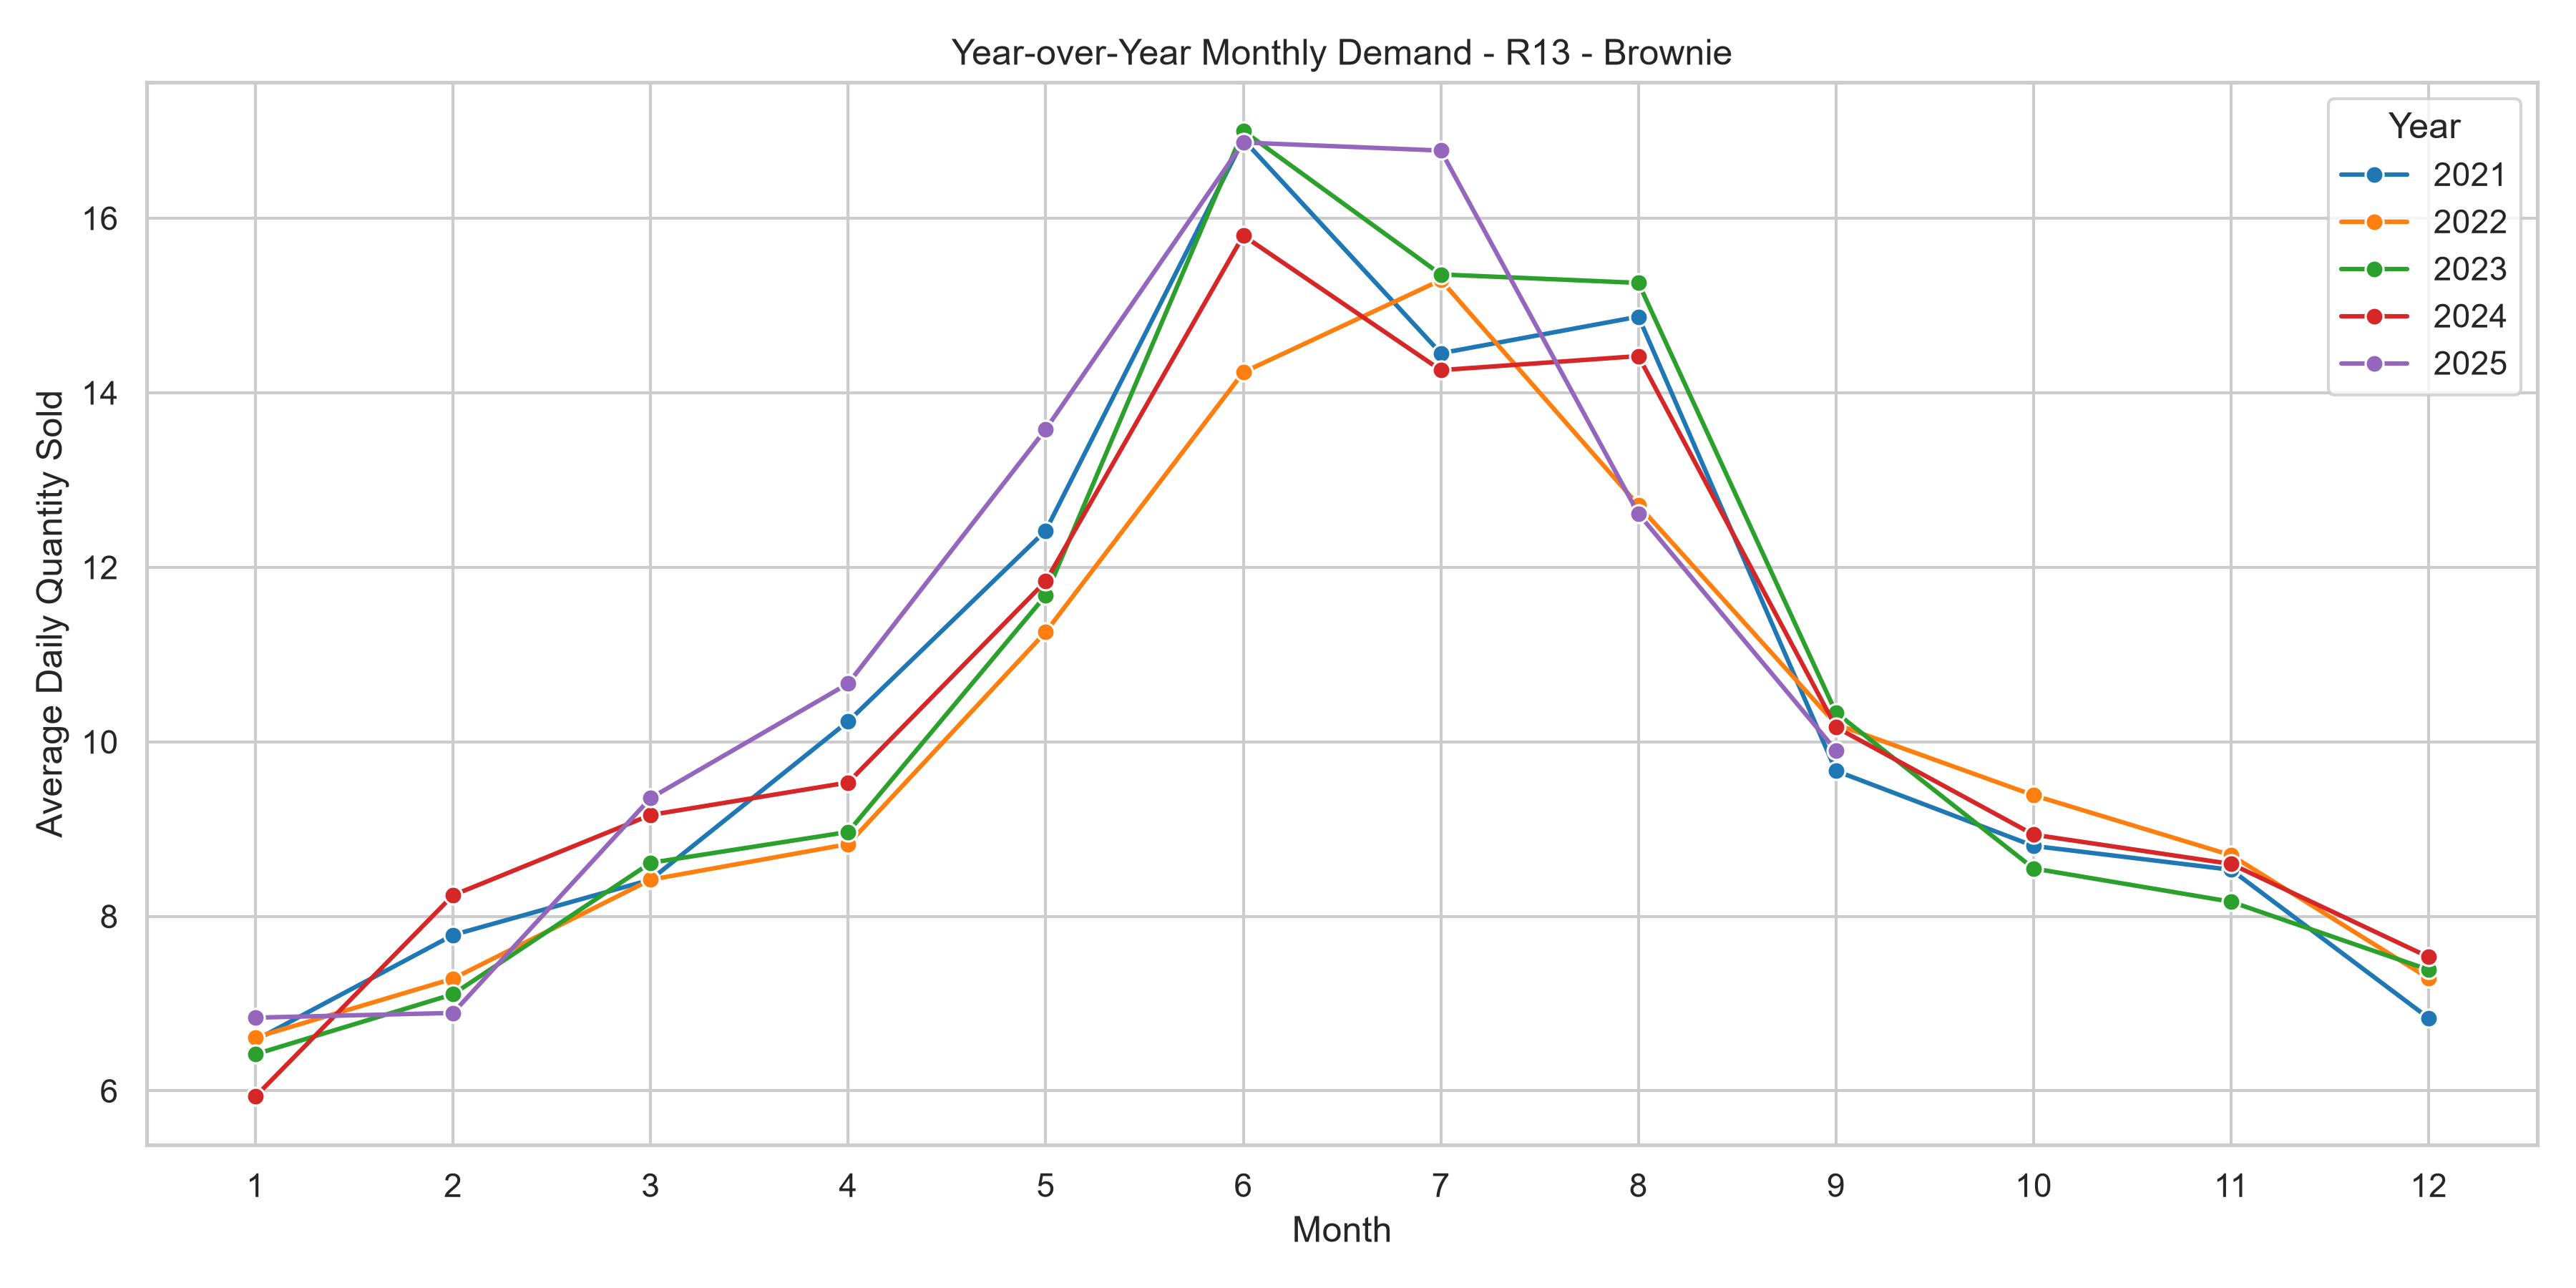 Year-over-Year Monthly Demand - R13 - Brownie
Year
2021
2022
2023
2024
2025
Average Daily Quantity Sold
16
14
12
10
8
6
1 2 3 4 5 6 7 8 9 10 11 12
Month